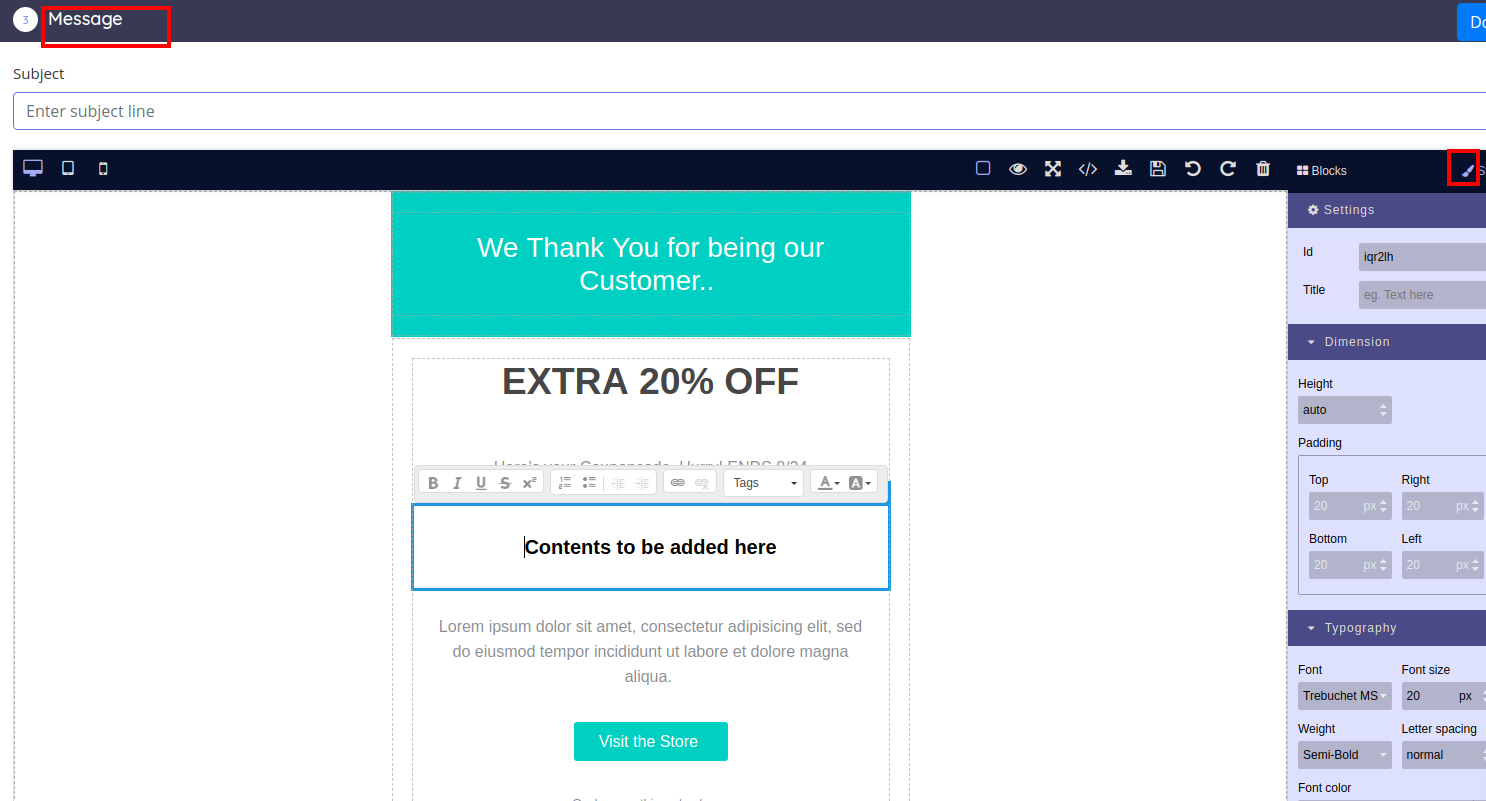 3 Message
Do
Subject
Enter subject line
Blocks
S
Settings
Id iqr2lh
Title eg. Text here
Dimension
Height
auto
Padding
Top Right
20 px 20 px
Bottom Left
20 px 20 px
Typography
Font Font size
Trebuchet MS 20 px
Weight Letter spacing
Semi-Bold normal
Font color
We Thank You for being our
Customer..
EXTRA 20% OFF
Here's your Couponcode. Hurry! ENDS 8/24
B I U S x² Tags A A
Contents to be added here
Lorem ipsum dolor sit amet, consectetur adipisicing elit, sed
do eiusmod tempor incididunt ut labore et dolore magna
aliqua.
Visit the Store